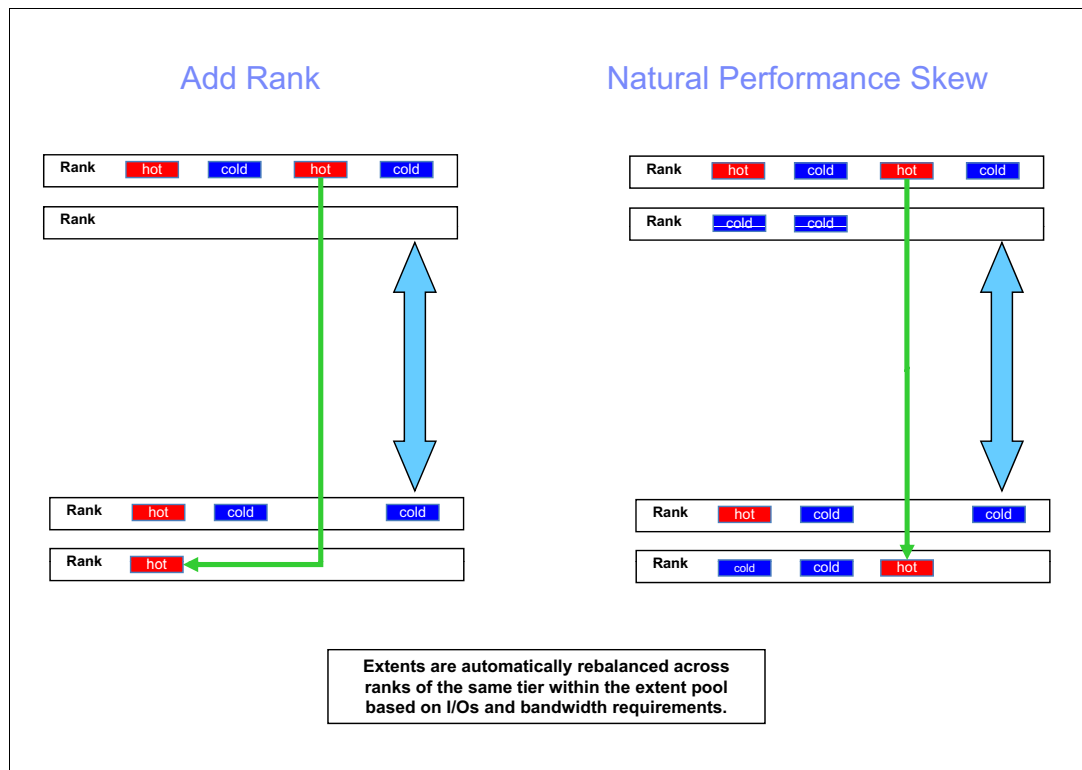 Add Rank
Natural Performance Skew
Rank hot cold hot cold
Rank
Rank hot cold cold
Rank hot
Rank hot cold hot cold
Rank cold cold
Rank hot cold cold
Rank cold cold hot
Extents are automatically rebalanced across
ranks of the same tier within the extent pool
based on I/Os and bandwidth requirements.